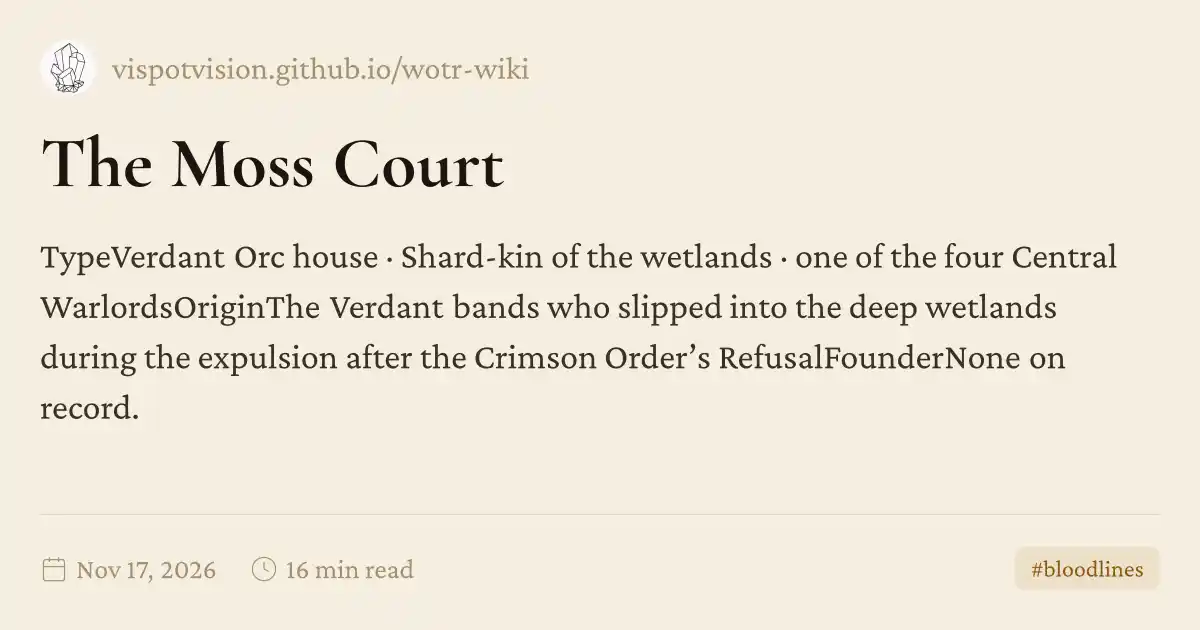 vispotvision.github.io/wotr-wiki
The Moss Court
TypeVerdant Orc house · Shard-kin of the wetlands · one of the four Central
WarlordsOriginThe Verdant bands who slipped into the deep wetlands
during the expulsion after the Crimson Order’s RefusalFounderNone on
record.
Nov 17, 2026
16 min read
#bloodlines